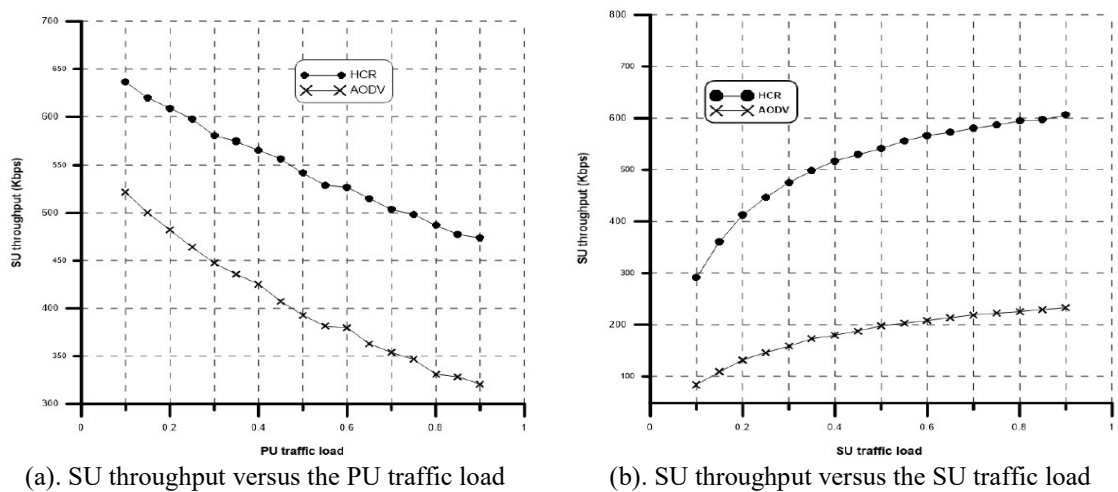 700
650
600
550
500
450
400
350
300
SU throughput (Kbps)
HCR
AODV
0
0.2
0.4
0.6
0.8
1
PU traffic load
(a). SU throughput versus the PU traffic load
800
700
600
500
400
300
200
100
SU throughput (Kbps)
HCR
AODV
0
0.2
0.4
0.6
0.8
1
SU traffic load
(b). SU throughput versus the SU traffic load